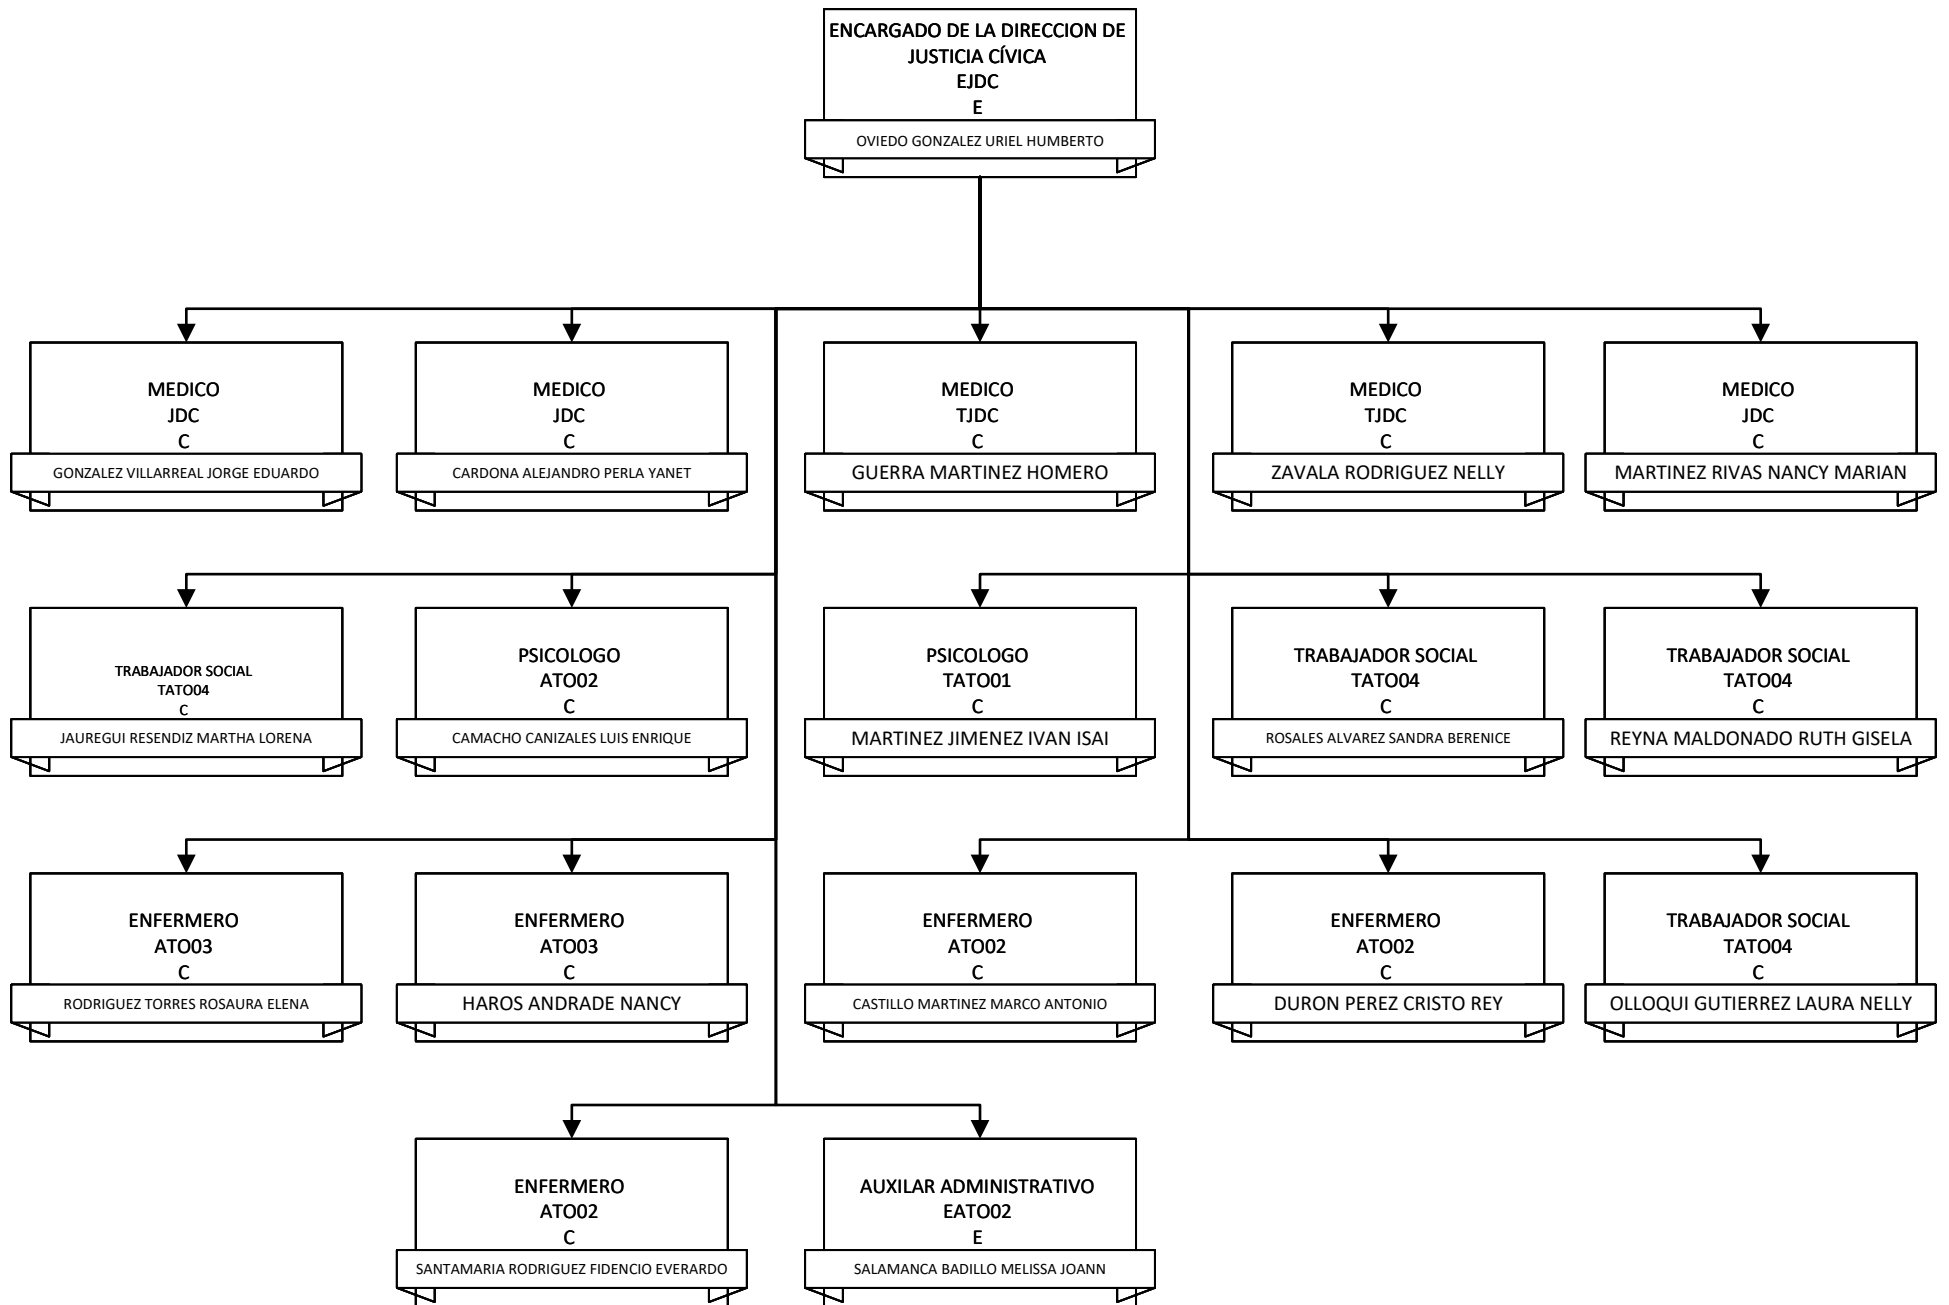 ENCARGADO DE LA DIRECCION DE
JUSTICIA CÍVICA
EJDC
E
OVIEDO GONZALEZ URIEL HUMBERTO
MEDICO
JDC
C
GONZALEZ VILLARREAL JORGE EDUARDO
MEDICO
JDC
C
CARDONA ALEJANDRO PERLA YANET
MEDICO
TJDC
C
GUERRA MARTINEZ HOMERO
MEDICO
TJDC
C
ZAVALA RODRIGUEZ NELLY
MEDICO
JDC
C
MARTINEZ RIVAS NANCY MARIAN
TRABAJADOR SOCIAL
TATO04
C
JAUREGUI RESENDIZ MARTHA LORENA
PSICOLOGO
ATO02
C
CAMACHO CANIZALES LUIS ENRIQUE
PSICOLOGO
TATO01
C
MARTINEZ JIMENEZ IVAN ISAI
TRABAJADOR SOCIAL
TATO04
C
ROSALES ALVAREZ SANDRA BERENICE
TRABAJADOR SOCIAL
TATO04
C
REYNA MALDONADO RUTH GISELA
ENFERMERO
ATO03
C
RODRIGUEZ TORRES ROSAURA ELENA
ENFERMERO
ATO03
C
HAROS ANDRADE NANCY
ENFERMERO
ATO02
C
CASTILLO MARTINEZ MARCO ANTONIO
ENFERMERO
ATO02
C
DURON PEREZ CRISTO REY
TRABAJADOR SOCIAL
TATO04
C
OLLOQUI GUTIERREZ LAURA NELLY
ENFERMERO
ATO02
C
SANTAMARIA RODRIGUEZ FIDENCIO EVERARDO
AUXILAR ADMINISTRATIVO
EATO02
E
SALAMANCA BADILLO MELISSA JOANN